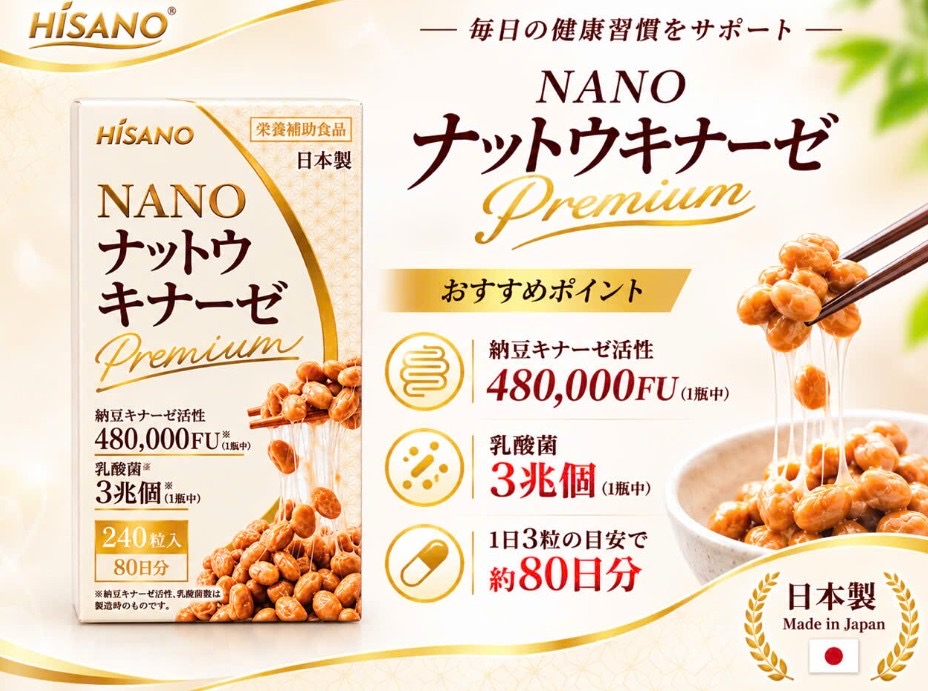 HiSANO®
毎日の健康習慣をサポート
NANO
ナットウキナーゼ
Premium
おすすめポイント
納豆キナーゼ活性
480,000FU(1瓶中)
乳酸菌
3兆個(1瓶中)
1日3粒の目安で
約80日分
日本製
Made in Japan
HiSANO
栄養補助食品
日本製
NANO
ナットウ
キナーゼ
Premium
納豆キナーゼ活性
480,000FU※(1瓶中)
乳酸菌※
3兆個※(1瓶中)
240粒入
80日分
※納豆キナーゼ活性、乳酸菌数は
製造時のものです。